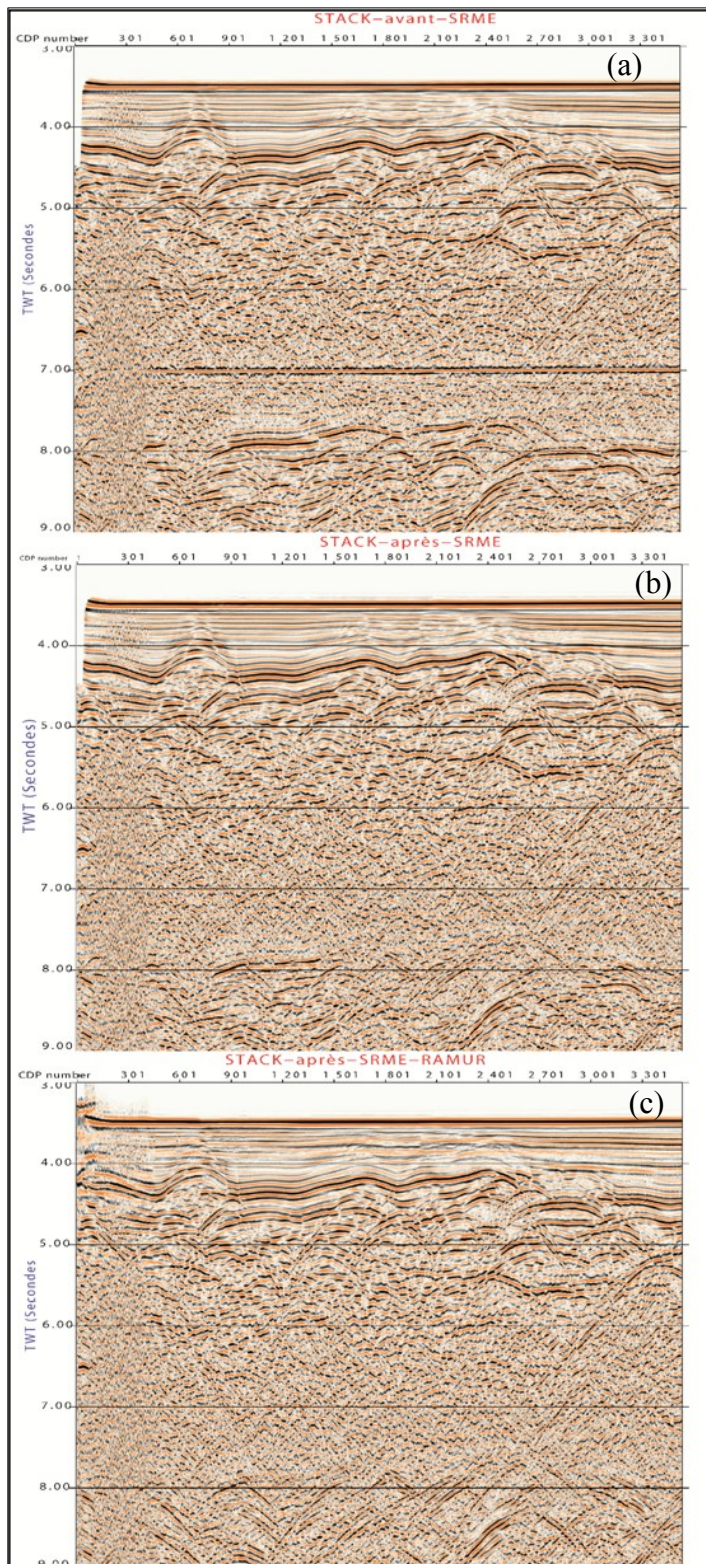 STACK-avant-SRME
CDP number 301 601 901 1 201 1 501 1 801 2 101 2 401 2 701 3 001 3 301
3.00
(a)
4.00
5.00
TWT (Secondes
6.00
7.00
8.00
9.00
STACK-après-SRME
CDP number 1 301 601 901 1 201 1 501 1 801 2 101 2 401 2 701 3 001 3 301
3.00
(b)
4.00
5.00
TWT (Secondes)
6.00
7.00
8.00
9.00
STACK-après-SRME-RAMUR
CDP number 301 601 901 1 201 1 501 1 801 2 101 2 401 2 701 3 001 3 301
3.00
(c)
4.00
5.00
TWT (Secondes
6.00
7.00
8.00
9.00